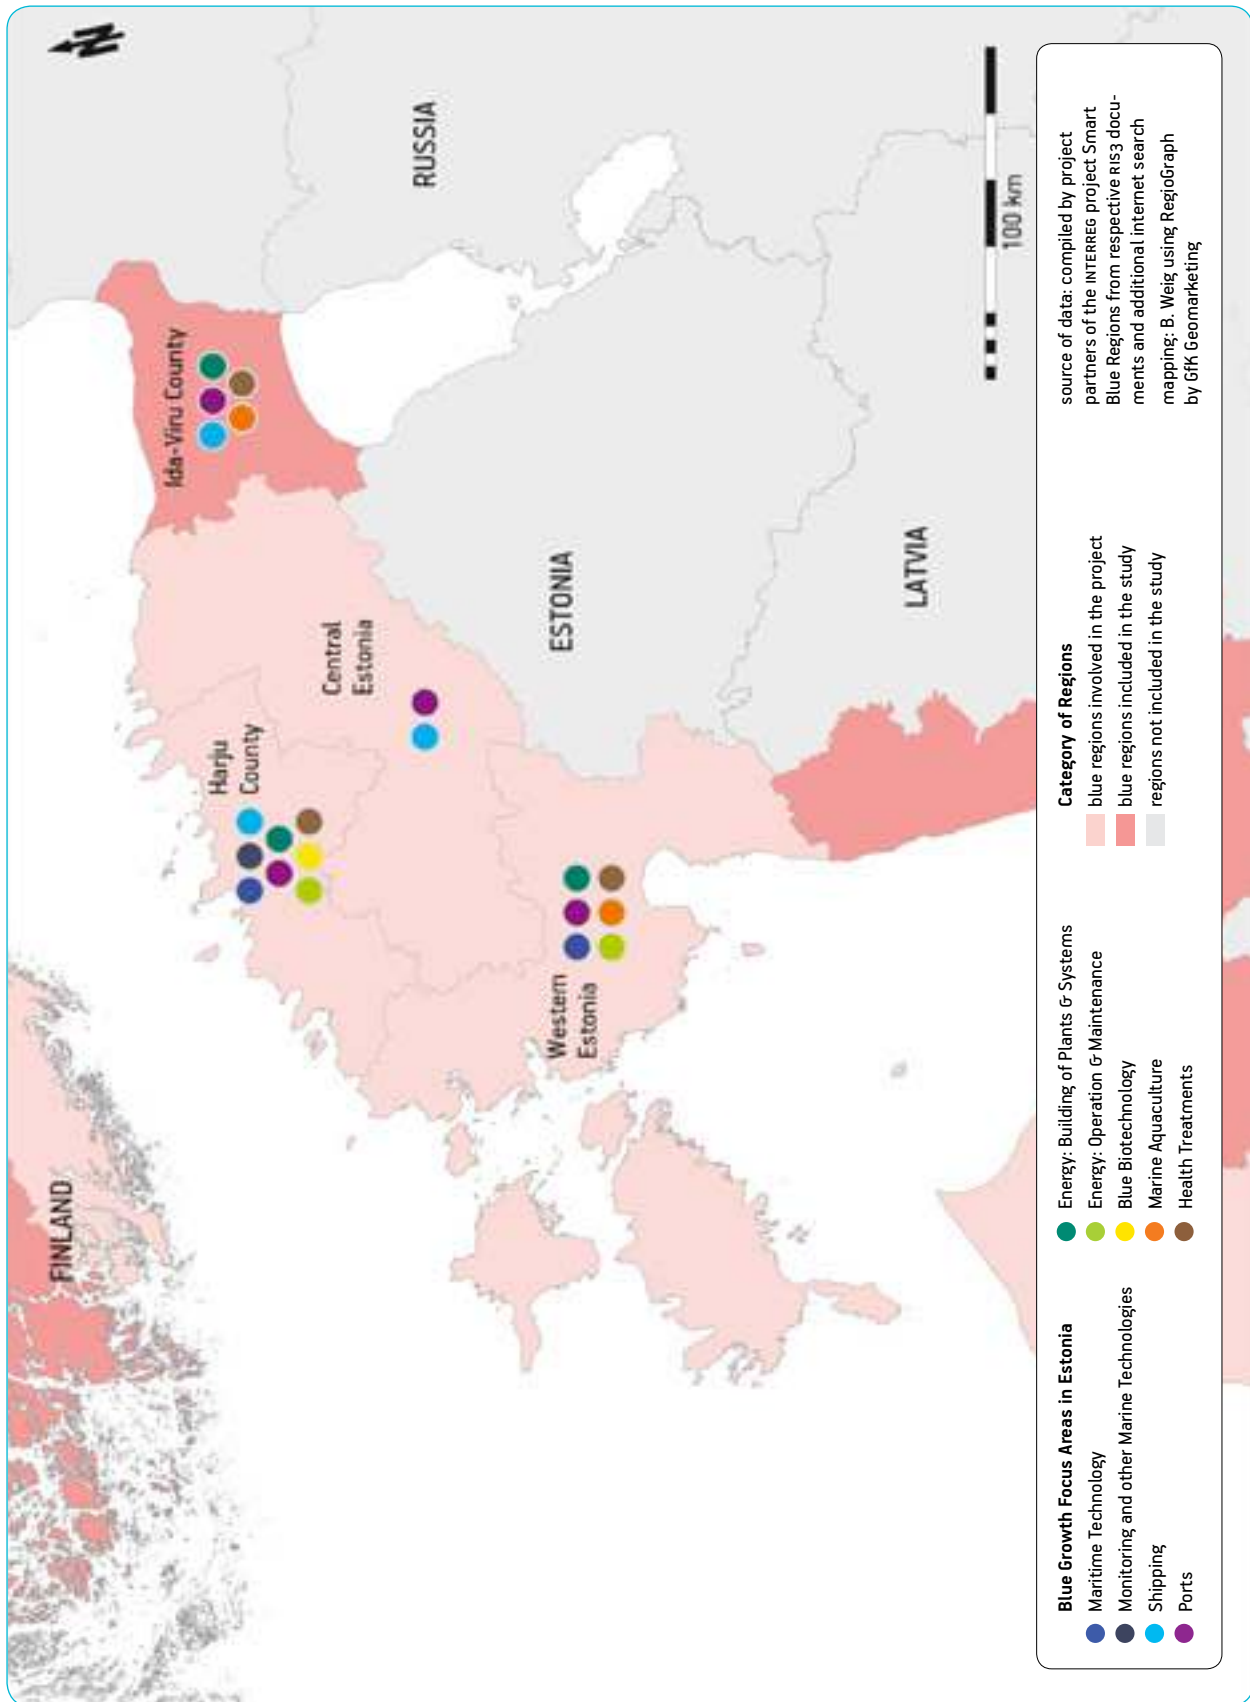 N
FINLAND
RUSSIA
Ida-Viru County
Harju
County
Central
Estonia
Western
Estonia
ESTONIA
LATVIA
100 km
Blue Growth Focus Areas in Estonia
Maritime Technology
Monitoring and other Marine Technologies
Shipping
Ports
Energy: Building of Plants & Systems
Energy: Operation & Maintenance
Blue Biotechnology
Marine Aquaculture
Health Treatments
Category of Regions
blue regions involved in the project
blue regions included in the study
regions not included in the study
source of data: compiled by project
partners of the INTERREG project Smart
Blue Regions from respective RIS3 docu-
ments and additional internet search
mapping: B. Weig using RegioGraph
by GfK Geomarketing